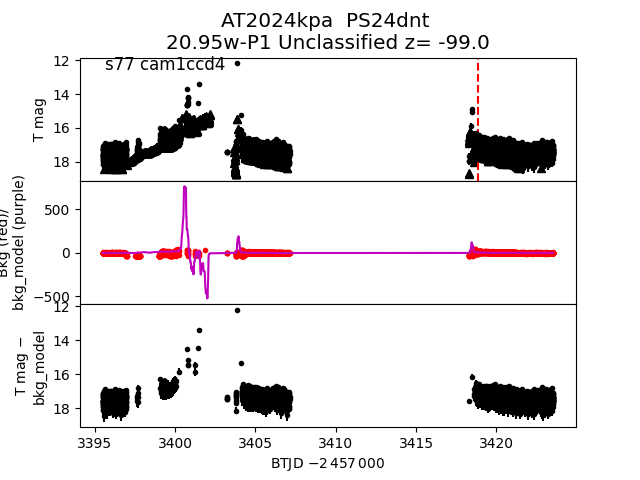 AT2024kpa  PS24dnt
20.95w-P1 Unclassified z= -99.0
s77 cam1ccd4
T mag
12
14
16
18
Bkg (red)/
bkg_model (purple)
500
0
−500
T mag −
bkg_model
12
14
16
18
3395
3400
3405
3410
3415
3420
BTJD −2 457 000